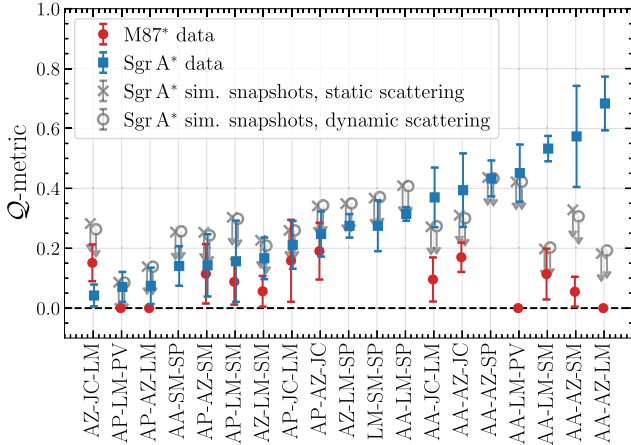 1.0
0.8
0.6
0.4
0.2
0.0
Q-metric
M87* data
Sgr A* data
Sgr A* sim. snapshots, static scattering
Sgr A* sim. snapshots, dynamic scattering
AZ-JC-LM
AP-LM-PV
AP-AZ-LM
AA-SM-SP
AP-AZ-SM
AP-LM-SM
AZ-LM-SM
AP-JC-LM
AP-AZ-JC
AZ-LM-SP
LM-SM-SP
AA-LM-SP
AA-JC-LM
AA-AZ-JC
AA-AZ-SP
AA-LM-PV
AA-LM-SM
AA-AZ-SM
AA-AZ-LM